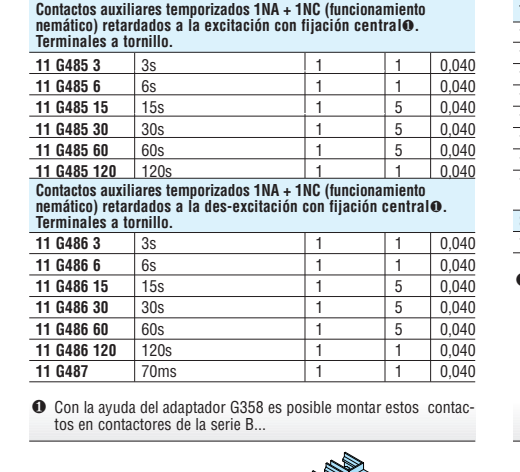 Contactos auxiliares temporizados 1NA + 1NC (funcionamiento
nemático) retardados a la excitación con fijación central❶.
Terminales a tornillo.
11 G485 3 3s 1 1 0,040
11 G485 6 6s 1 1 0,040
11 G485 15 15s 1 5 0,040
11 G485 30 30s 1 5 0,040
11 G485 60 60s 1 5 0,040
11 G485 120 120s 1 1 0,040
Contactos auxiliares temporizados 1NA + 1NC (funcionamiento
nemático) retardados a la des-excitación con fijación central❶.
Terminales a tornillo.
11 G486 3 3s 1 1 0,040
11 G486 6 6s 1 1 0,040
11 G486 15 15s 1 5 0,040
11 G486 30 30s 1 5 0,040
11 G486 60 60s 1 5 0,040
11 G486 120 120s 1 1 0,040
11 G487 70ms 1 1 0,040
❶ Con la ayuda del adaptador G358 es posible montar estos contac-
tos en contactores de la serie B...